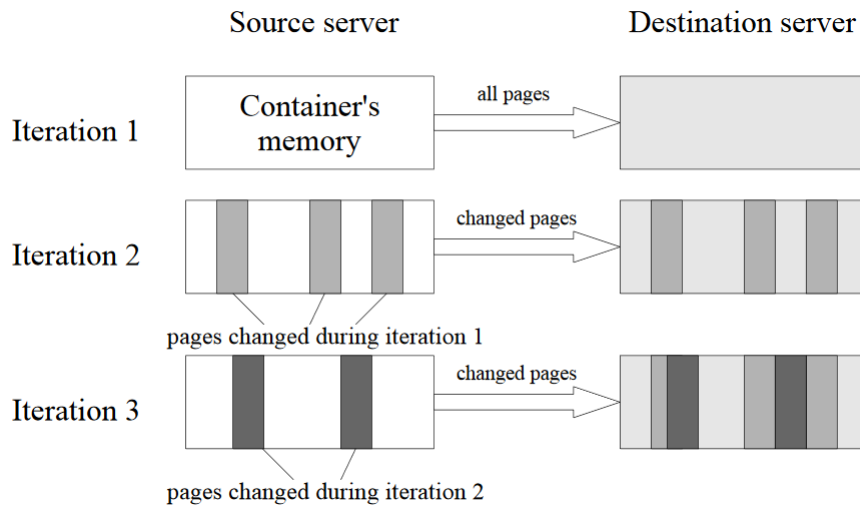 Source server
Destination server
Iteration 1
Container's
memory
all pages
Iteration 2
changed pages
pages changed during iteration 1
Iteration 3
changed pages
pages changed during iteration 2